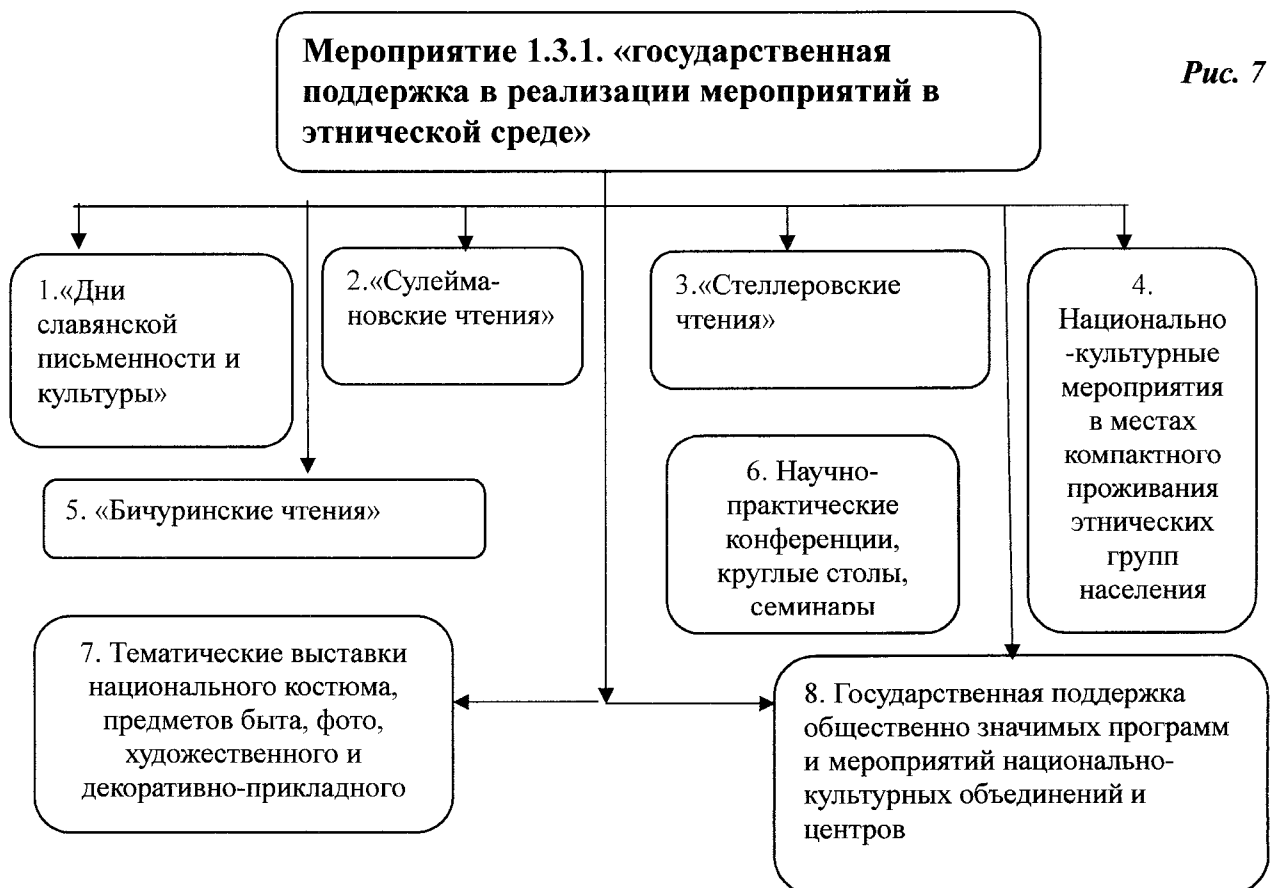 Мероприятие 1.3.1. «государственная
поддержка в реализации мероприятий в
этнической среде»
Рис. 7
1.«Дни
славянской
письменности и
культуры»
2.«Сулейма-
новские чтения»
3.«Стеллеровские
чтения»
4.
Национально
-культурные
мероприятия
в местах
компактного
проживания
этнических
групп
населения
5. «Бичуринские чтения»
6. Научно-
практические
конференции,
круглые столы,
семинары
7. Тематические выставки
национального костюма,
предметов быта, фото,
художественного и
декоративно-прикладного
8. Государственная поддержка
общественно значимых программ
и мероприятий национально-
культурных объединений и
центров